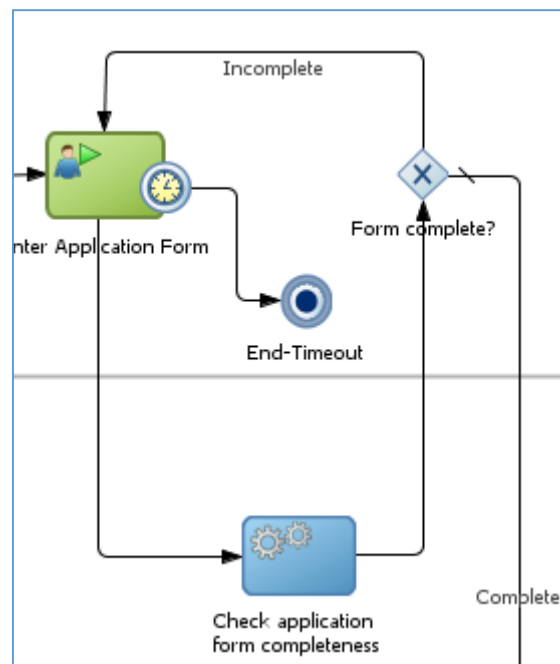 Incomplete
Form complete?
nter Application Form
End-Timeout
Complete
Check application
form completeness